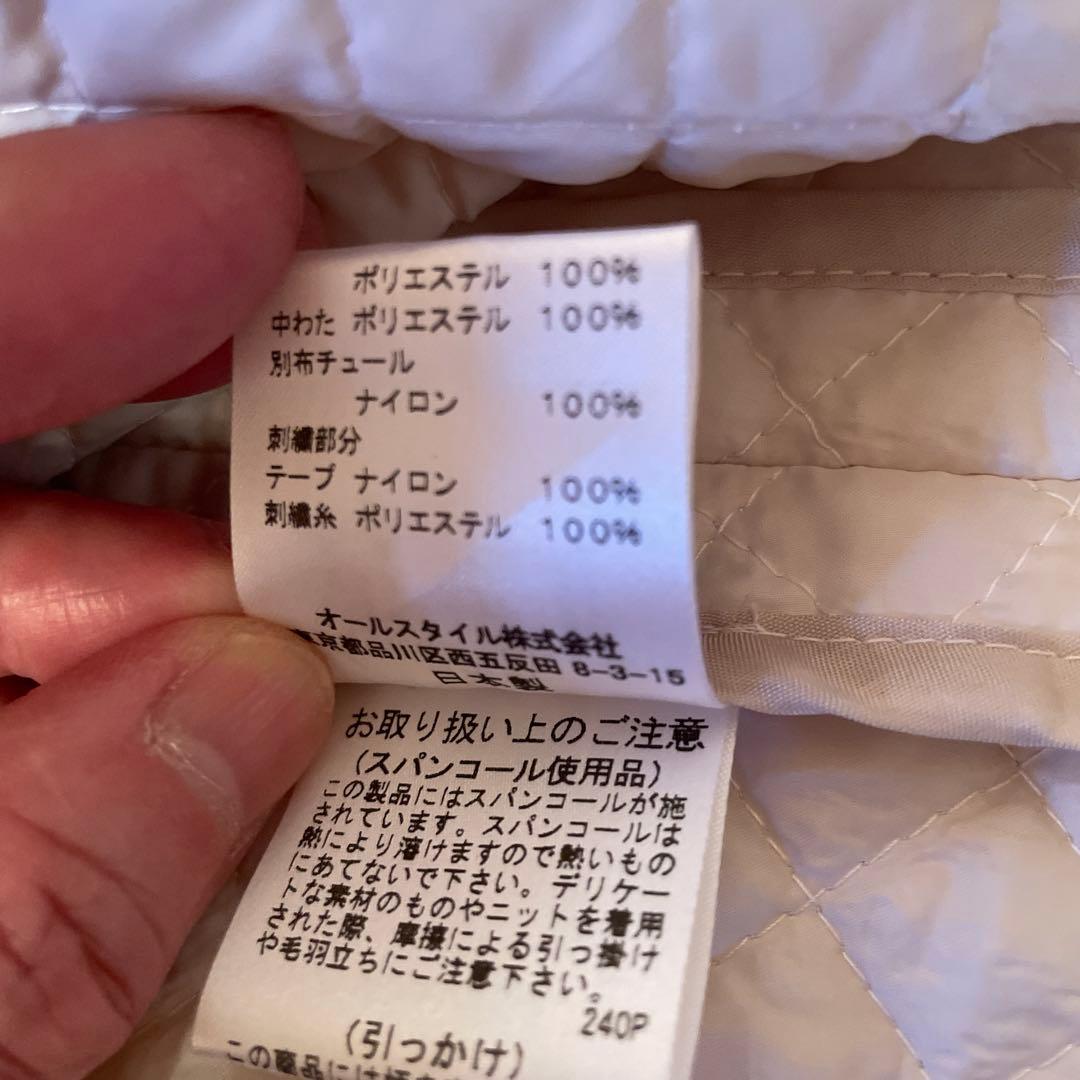 ポリエステル 100%
中わた ポリエステル 100%
別布チュール
ナイロン 100%
刺繍部分
テープ ナイロン 100%
刺繍糸 ポリエステル 100%
オールスタイル株式会社
東京都品川区西五反田 8-3-15
日本製
お取り扱い上のご注意
(スパンコール使用品)
この製品にはスパンコールが施
されています。スパンコールは
熱により溶けますので熱いもの
にあてないで下さい。デリケー
トな素材のものやニットを着用
された際、摩擦による引っ掛け
や毛羽立ちにご注意下さい。
240P
(引っかけ)
この商品には